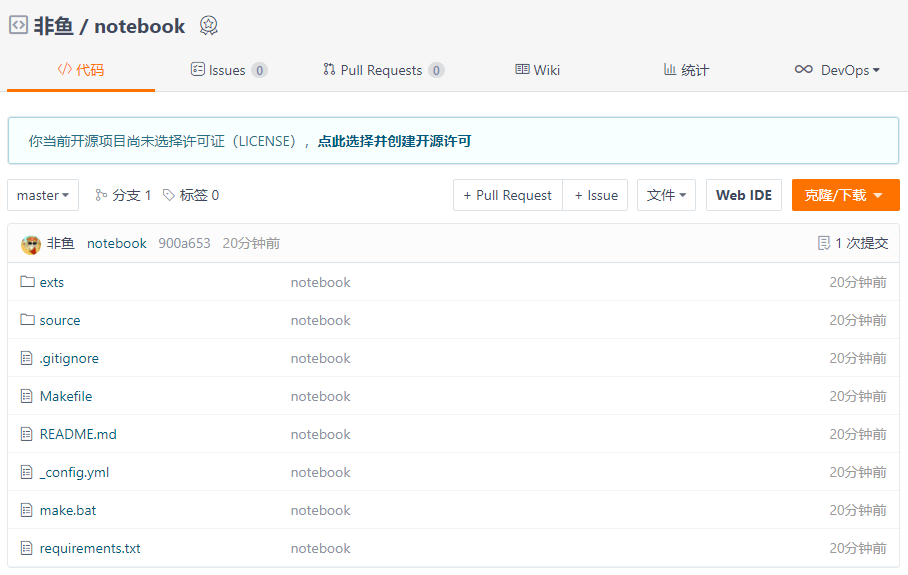 非鱼 / notebook
代码 Issues 0 Pull Requests 0 Wiki 统计 DevOps
你当前开源项目尚未选择许可证（LICENSE），点此选择并创建开源许可
master 分支 1 标签 0 + Pull Request + Issue 文件 Web IDE 克隆/下载
非鱼 notebook 900a653 20分钟前 1 次提交
exts notebook 20分钟前
source notebook 20分钟前
.gitignore notebook 20分钟前
Makefile notebook 20分钟前
README.md notebook 20分钟前
_config.yml notebook 20分钟前
make.bat notebook 20分钟前
requirements.txt notebook 20分钟前